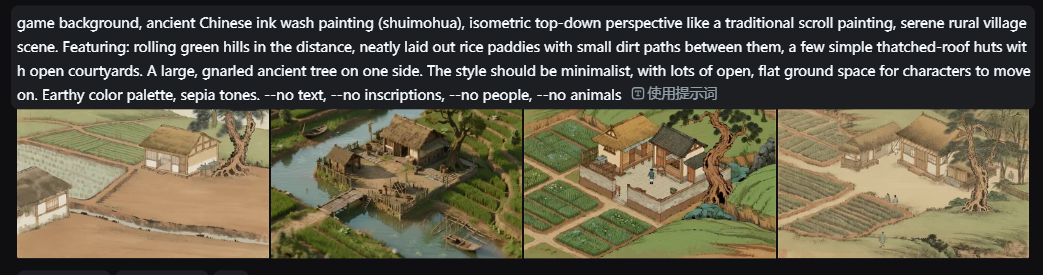 game background, ancient Chinese ink wash painting (shuimohua), isometric top-down perspective like a traditional scroll painting, serene rural village
scene. Featuring: rolling green hills in the distance, neatly laid out rice paddies with small dirt paths between them, a few simple thatched-roof huts wit
h open courtyards. A large, gnarled ancient tree on one side. The style should be minimalist, with lots of open, flat ground space for characters to move
on. Earthy color palette, sepia tones. --no text, --no inscriptions, --no people, --no animals 使用提示词